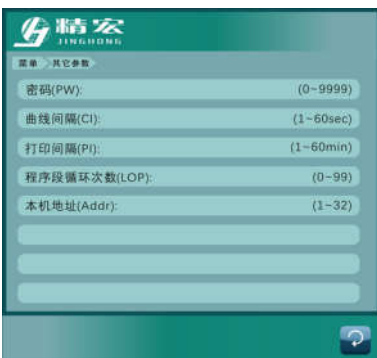 精宏
JINGHONG
菜单 其它参数
密码(PW): (0~9999)
曲线间隔(CI): (1~60sec)
打印间隔(PI): (1~60min)
程序段循环次数(LOP): (0~99)
本机地址(Addr): (1~32)